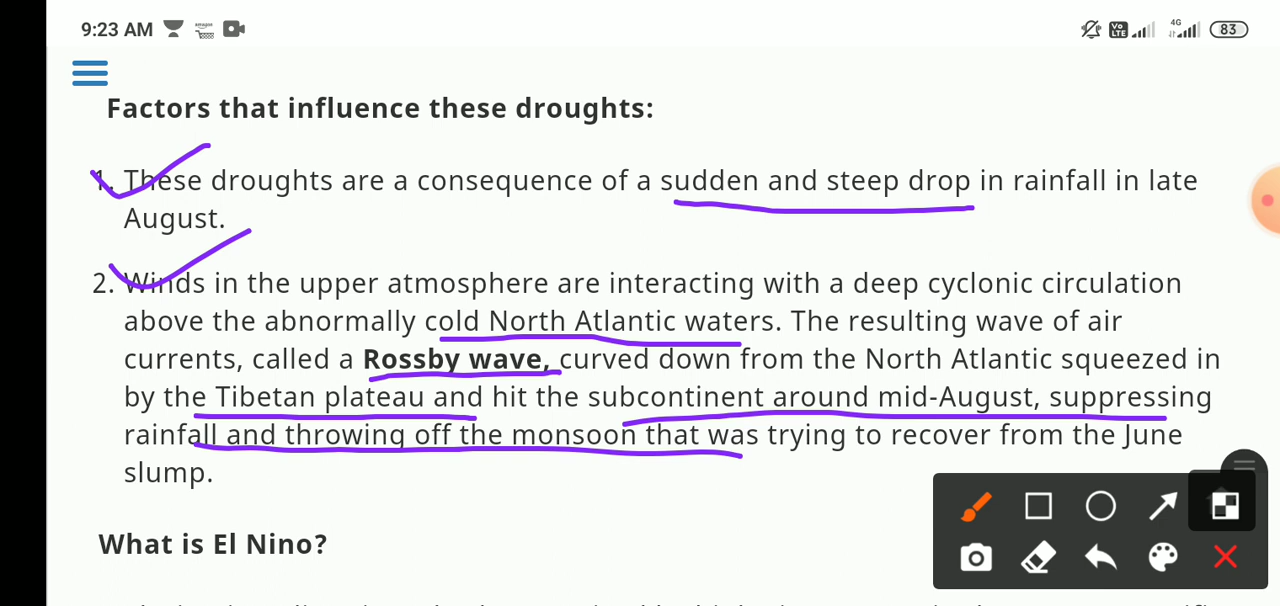 9:23 AM
amazon
Vo
LTE
4G
83
Factors that influence these droughts:
1. These droughts are a consequence of a sudden and steep drop in rainfall in late
August.
2. Winds in the upper atmosphere are interacting with a deep cyclonic circulation
above the abnormally cold North Atlantic waters. The resulting wave of air
currents, called a Rossby wave, curved down from the North Atlantic squeezed in
by the Tibetan plateau and hit the subcontinent around mid-August, suppressing
rainfall and throwing off the monsoon that was trying to recover from the June
slump.
What is El Nino?